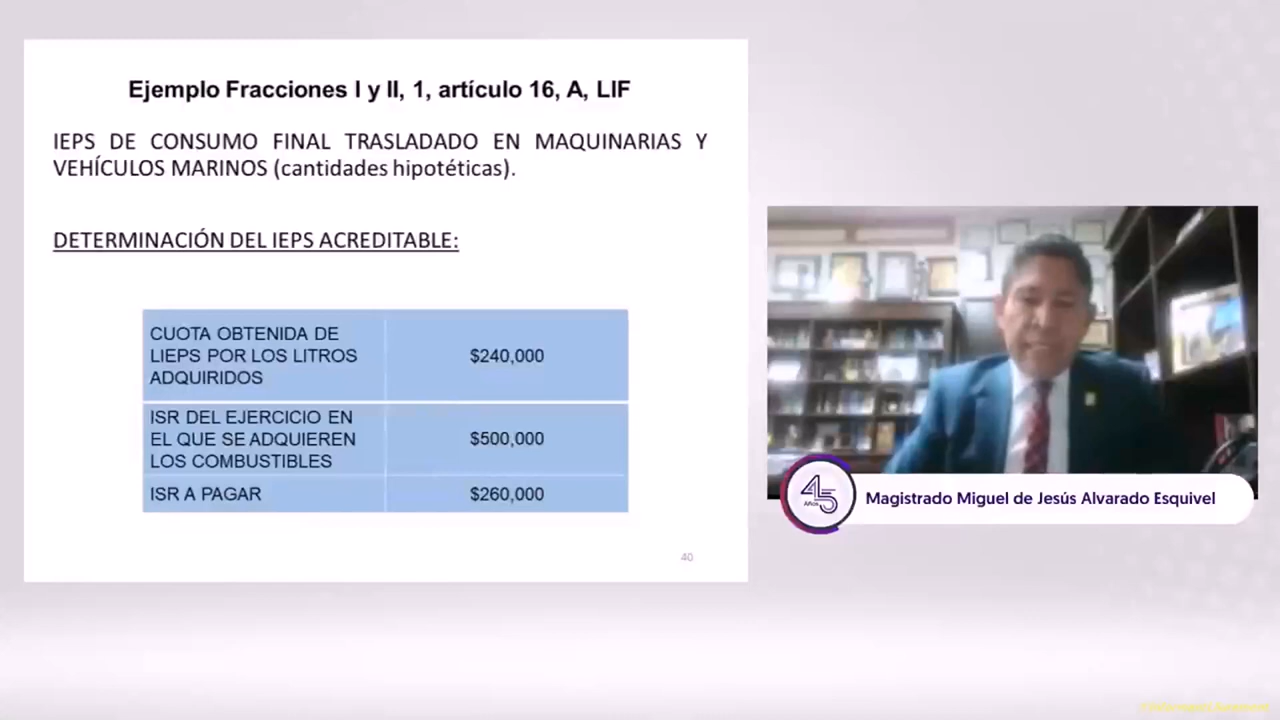 Ejemplo Fracciones I y II, 1, artículo 16, A, LIF
IEPS DE CONSUMO FINAL TRASLADADO EN MAQUINARIAS Y
VEHÍCULOS MARINOS (cantidades hipotéticas).
DETERMINACIÓN DEL IEPS ACREDITABLE:
CUOTA OBTENIDA DE
LIEPS POR LOS LITROS
ADQUIRIDOS
$240,000
ISR DEL EJERCICIO EN
EL QUE SE ADQUIEREN
LOS COMBUSTIBLES
$500,000
ISR A PAGAR
$260,000
40
45
Años
Magistrado Miguel de Jesús Alvarado Esquivel